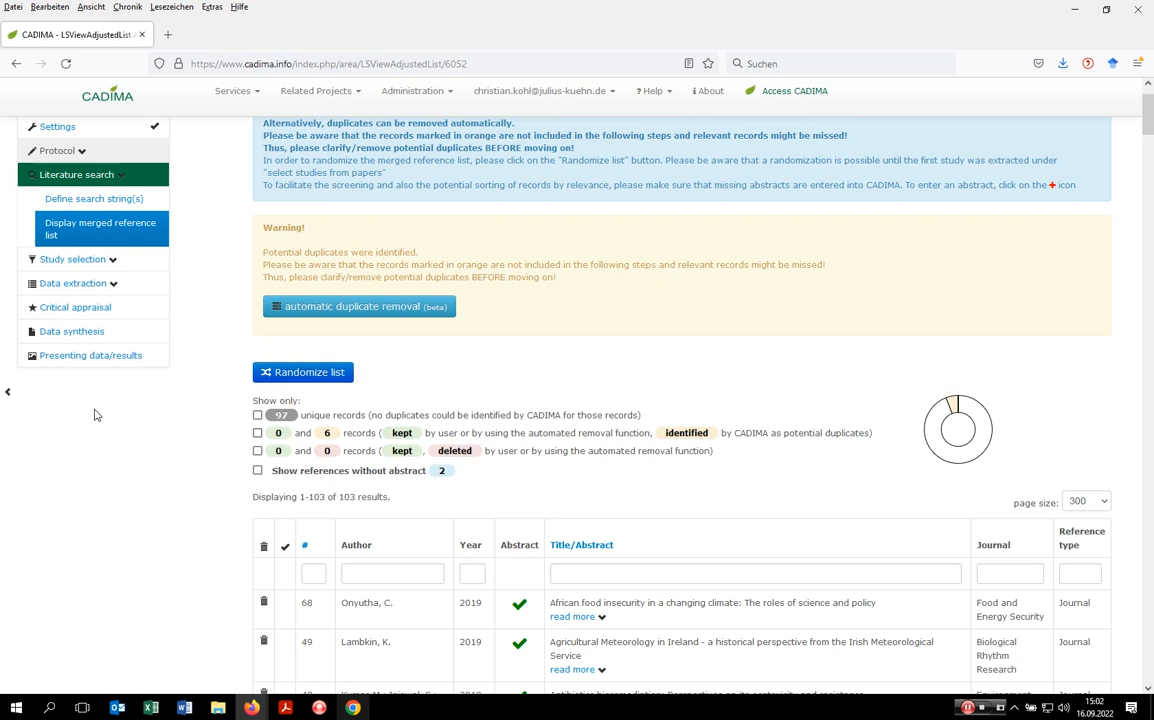 Datei Bearbeiten Ansicht Chronik Lesezeichen Extras Hilfe
CADIMA - LSViewAdjustedList
https://www.cadima.info/index.php/area/LSViewAdjustedList/6052
Suchen
CADIMA
Services Related Projects Administration christian.kohl@julius-kuehn.de ? Help About Access CADIMA
Settings
Protocol
Literature search
Define search string(s)
Display merged reference
list
Study selection
Data extraction
Critical appraisal
Data synthesis
Presenting data/results
Alternatively, duplicates can be removed automatically.
Please be aware that the records marked in orange are not included in the following steps and relevant records might be missed!
Thus, please clarify/remove potential duplicates BEFORE moving on!
In order to randomize the merged reference list, please click on the "Randomize list" button. Please be aware that a randomization is possible until the first study was extracted under
"select studies from papers"
To facilitate the screening and also the potential sorting of records by relevance, please make sure that missing abstracts are entered into CADIMA. To enter an abstract, click on the + icon
Warning!
Potential duplicates were identified.
Please be aware that the records marked in orange are not included in the following steps and relevant records might be missed!
Thus, please clarify/remove potential duplicates BEFORE moving on!
automatic duplicate removal (beta)
Randomize list
Show only:
97 unique records (no duplicates could be identified by CADIMA for those records)
0 and 6 records ( kept by user or by using the automated removal function, identified by CADIMA as potential duplicates)
0 and 0 records ( kept , deleted by user or by using the automated removal function)
Show references without abstract 2
Displaying 1-103 of 103 results.
page size: 300
# Author Year Abstract Title/Abstract Journal Reference
type
68 Onyutha, C. 2019 African food insecurity in a changing climate: The roles of science and policy Food and
Energy Security Journal
read more
49 Lambkin, K. 2019 Agricultural Meteorology in Ireland - a historical perspective from the Irish Meteorological
Service Biological
Rhythm
Research Journal
read more
15:02
16.09.2022